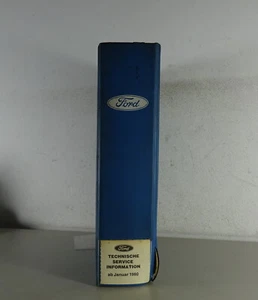 Ford
Ford
TECHNISCHE
SERVICE
INFORMATION
ab Januar